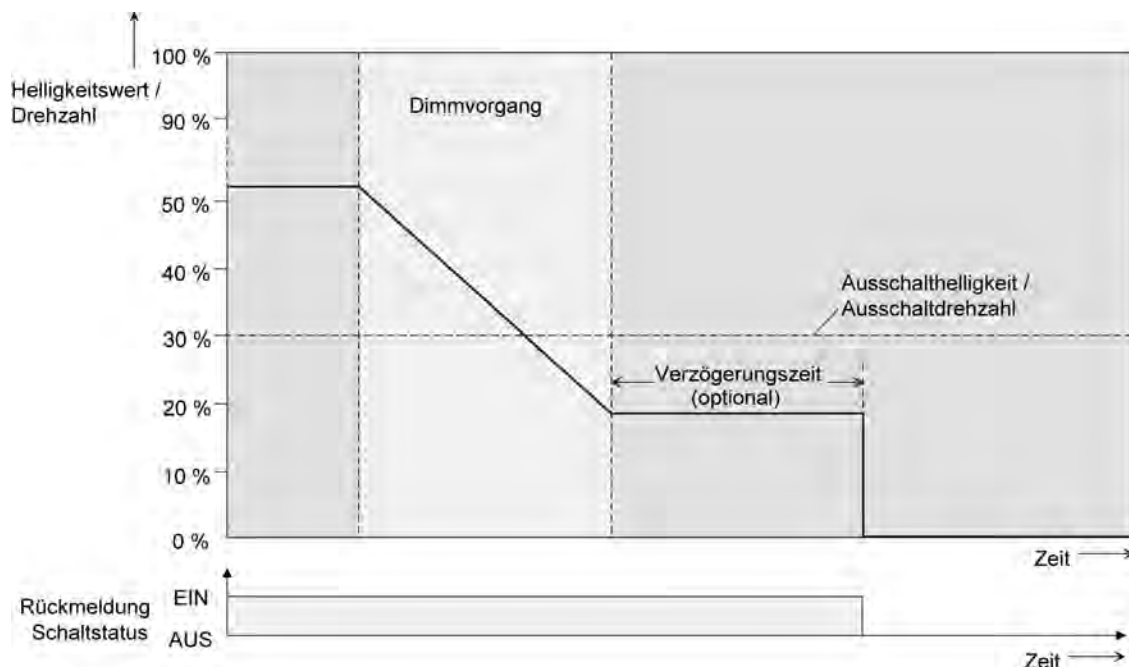 100 %
Helligkeitswert /
Drehzahl
90 %
Dimmvorgang
50 %
40 %
Ausschalthelligkeit /
Ausschaltdrehzahl
30 %
Verzögerungszeit
(optional)
20 %
10 %
0 %
Zeit
Rückmeldung
Schaltstatus
EIN
AUS
Zeit